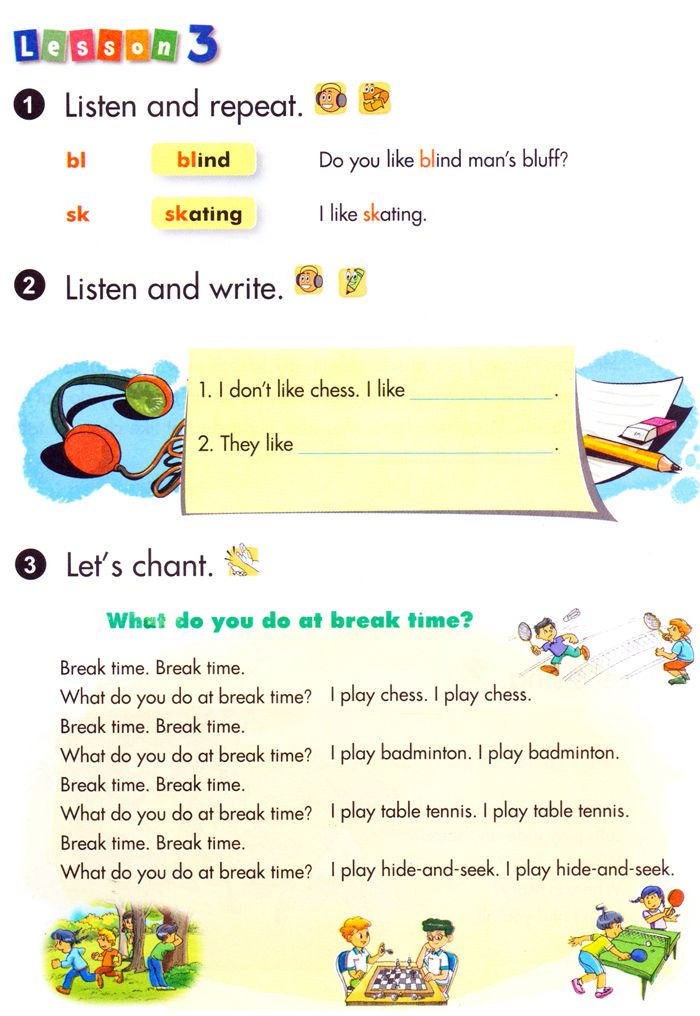 Lesson 3
1 Listen and repeat.
bl blind Do you like blind man's bluff?
sk skating I like skating.
2 Listen and write.
1. I don't like chess. I like ____________.
2. They like ____________.
3 Let's chant.
What do you do at break time?
Break time. Break time.
What do you do at break time? I play chess. I play chess.
Break time. Break time.
What do you do at break time? I play badminton. I play badminton.
Break time. Break time.
What do you do at break time? I play table tennis. I play table tennis.
Break time. Break time.
What do you do at break time? I play hide-and-seek. I play hide-and-seek.